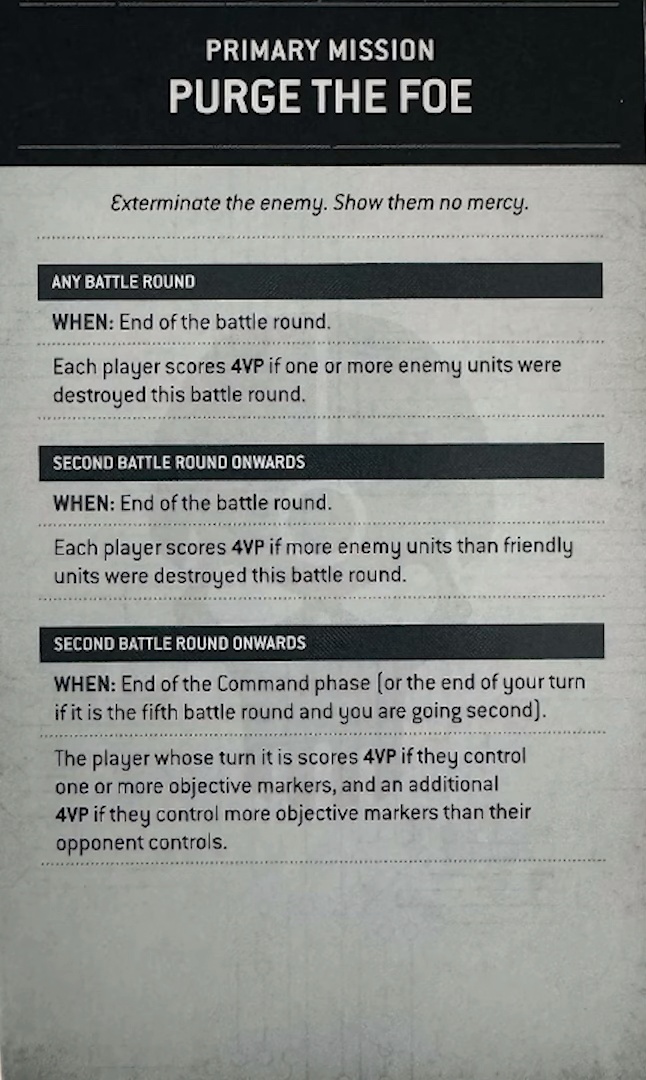 PRIMARY MISSION
PURGE THE FOE
Exterminate the enemy. Show them no mercy.
ANY BATTLE ROUND
WHEN: End of the battle round.
Each player scores 4VP if one or more enemy units were
destroyed this battle round.
SECOND BATTLE ROUND ONWARDS
WHEN: End of the battle round.
Each player scores 4VP if more enemy units than friendly
units were destroyed this battle round.
SECOND BATTLE ROUND ONWARDS
WHEN: End of the Command phase (or the end of your turn
if it is the fifth battle round and you are going second).
The player whose turn it is scores 4VP if they control
one or more objective markers, and an additional
4VP if they control more objective markers than their
opponent controls.